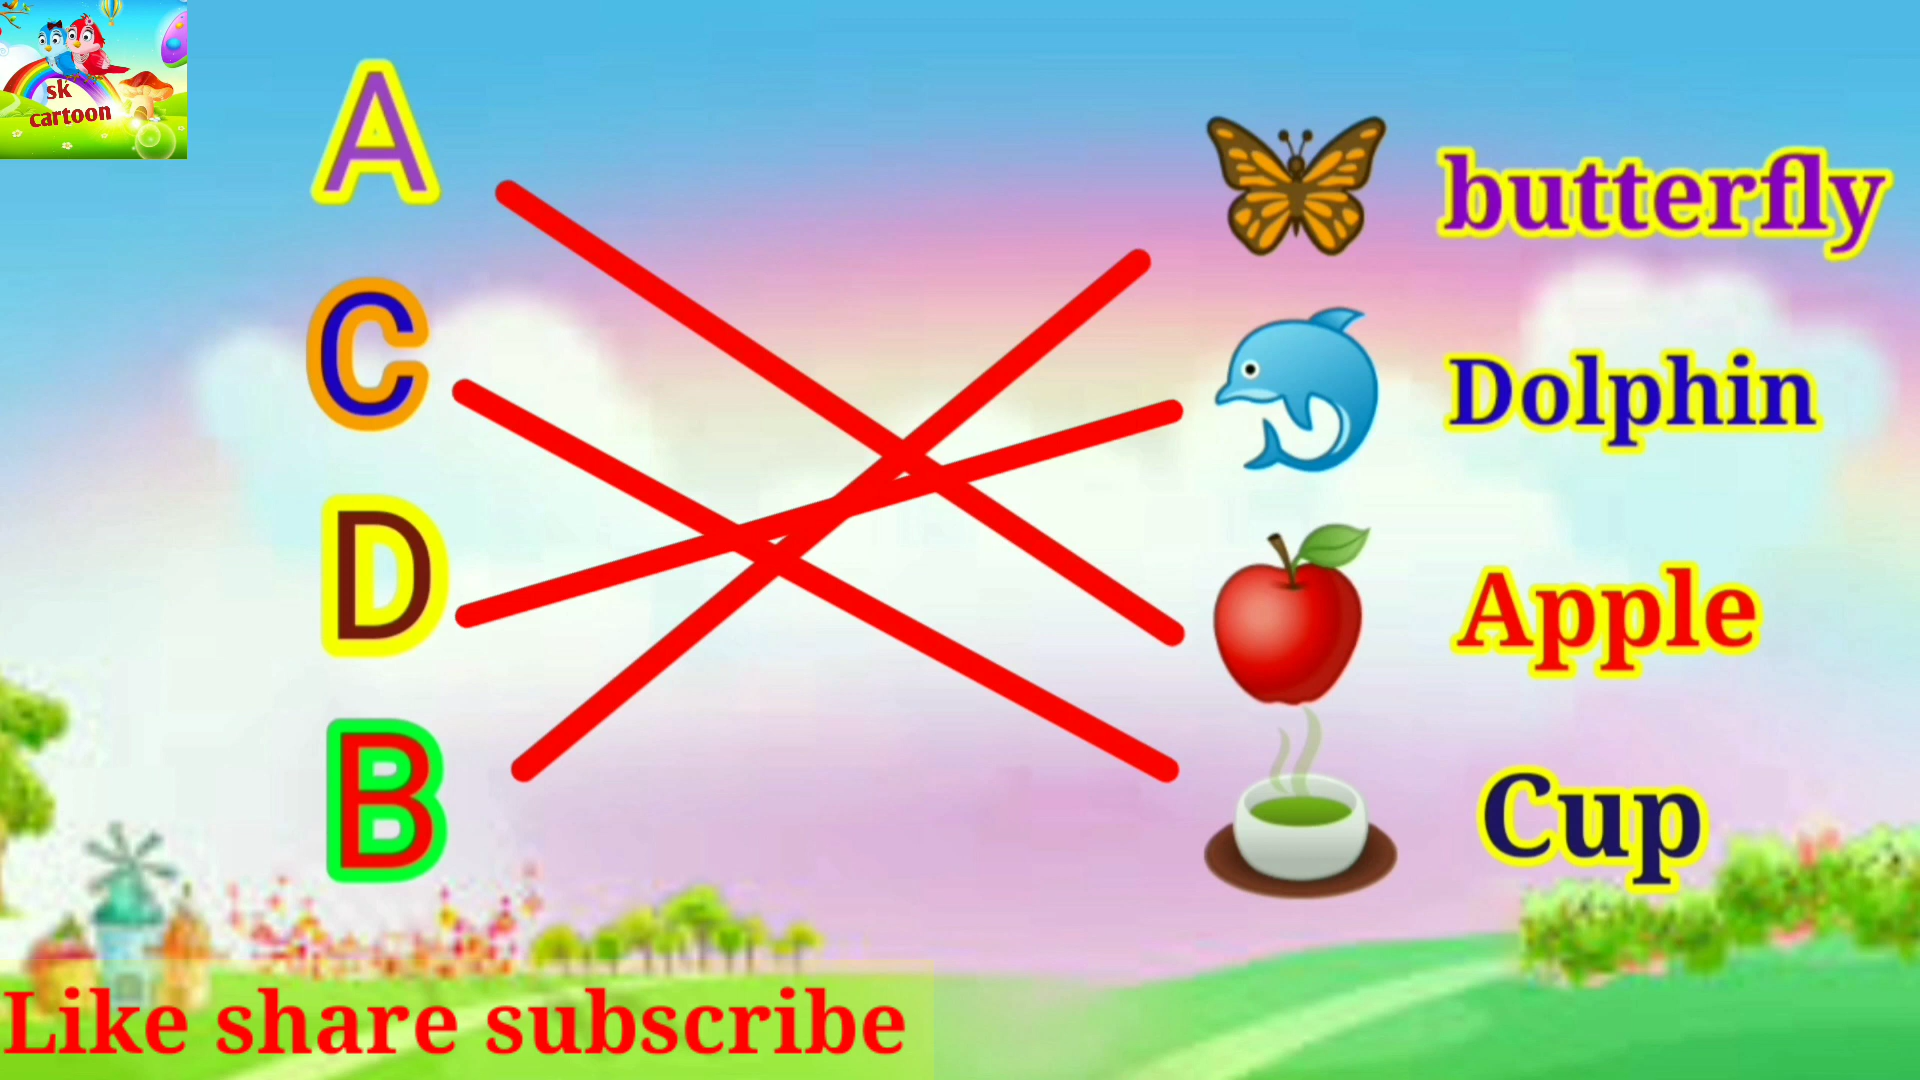 sk
cartoon
A
butterfly
C
Dolphin
D
Apple
B
Cup
Like share subscribe